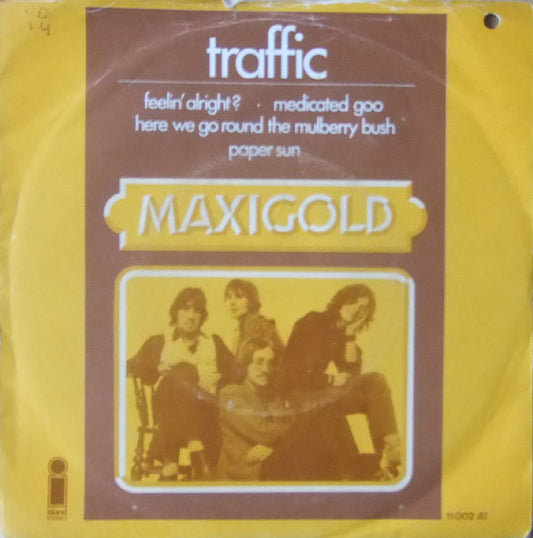 traffic
feelin' alright? · medicated goo
here we go round the mulberry bush
paper sun
MAXIGOLD
island
11 002 AT